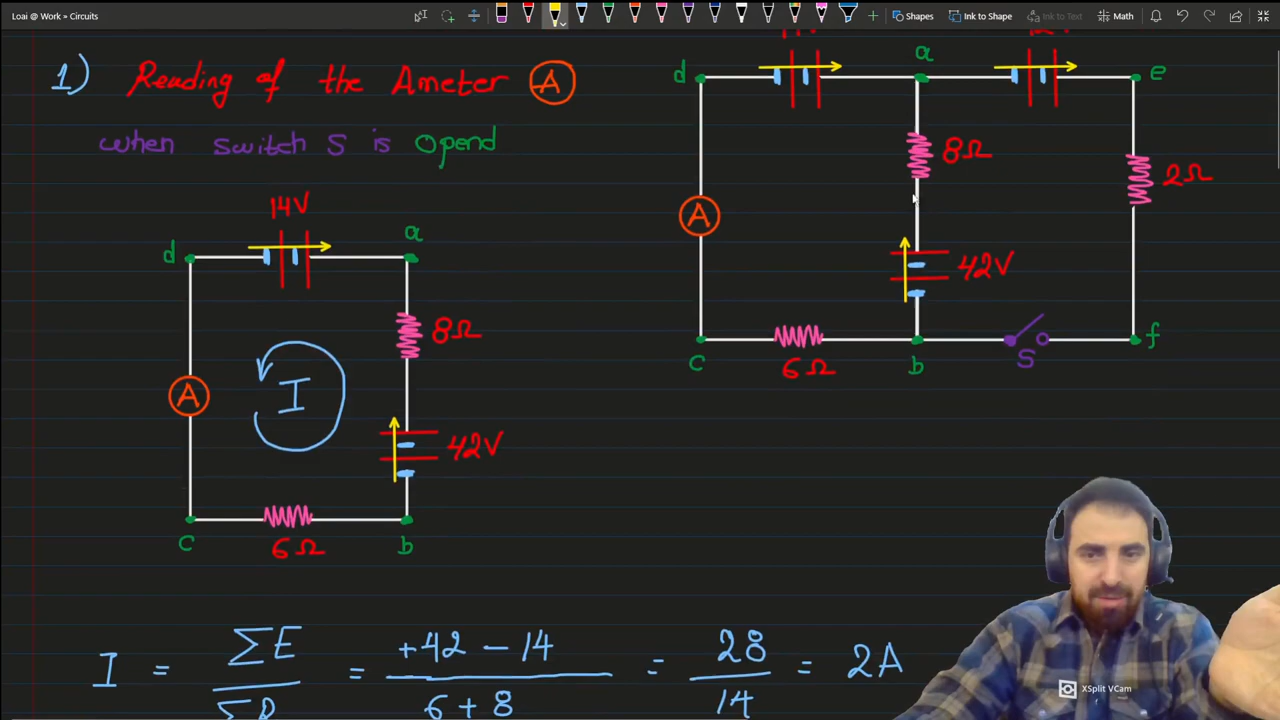 Loai @ Work » Circuits
Shapes
Ink to Shape
Ink to Text
Math
1) Reading of the Ameter A
when switch S is Opend
14V
d
a
8Ω
I
A
42V
c
6Ω
b
d
a
e
8Ω
2Ω
A
42V
c
6Ω
b
S
f
I = ΣE = +42 - 14 = 28 = 2A
6 + 8
14
XSplit VCam